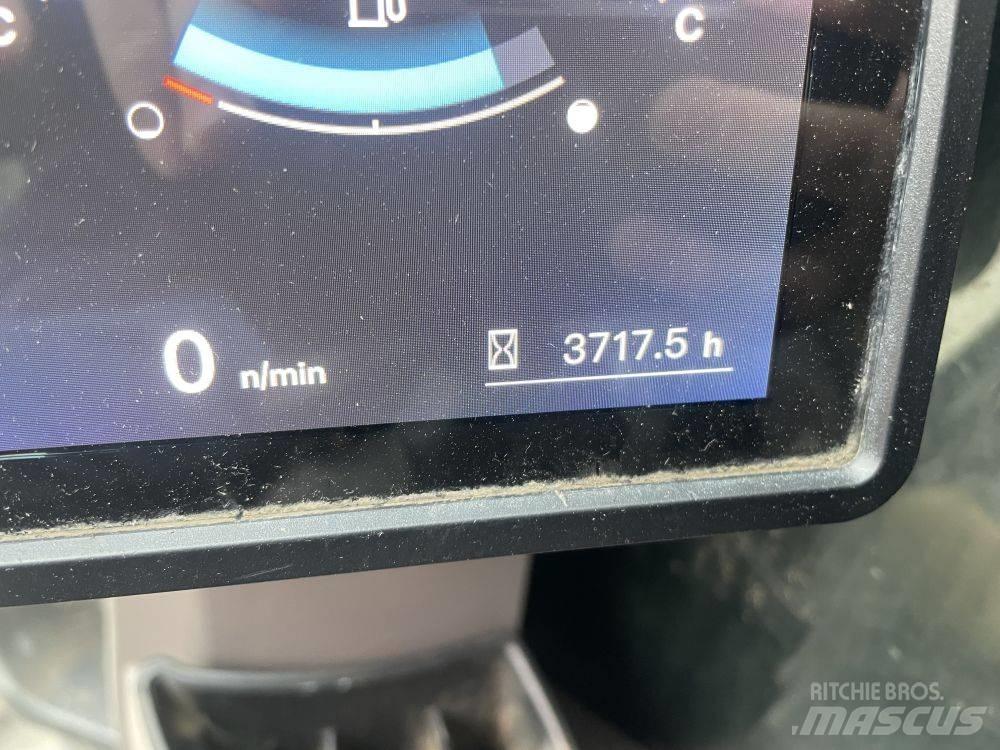 C
C
0 n/min
3717.5 h
RITCHIE BROS.
MASCUS